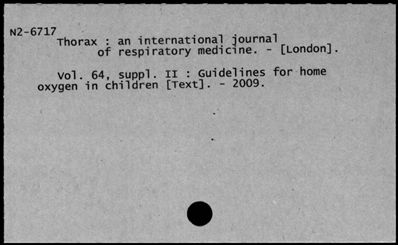 N2-6717
Thorax : an international journal
of respiratory medicine. - [London].
Vol. 64, suppl. II : Guidelines for home
oxygen in children [Text]. - 2009.